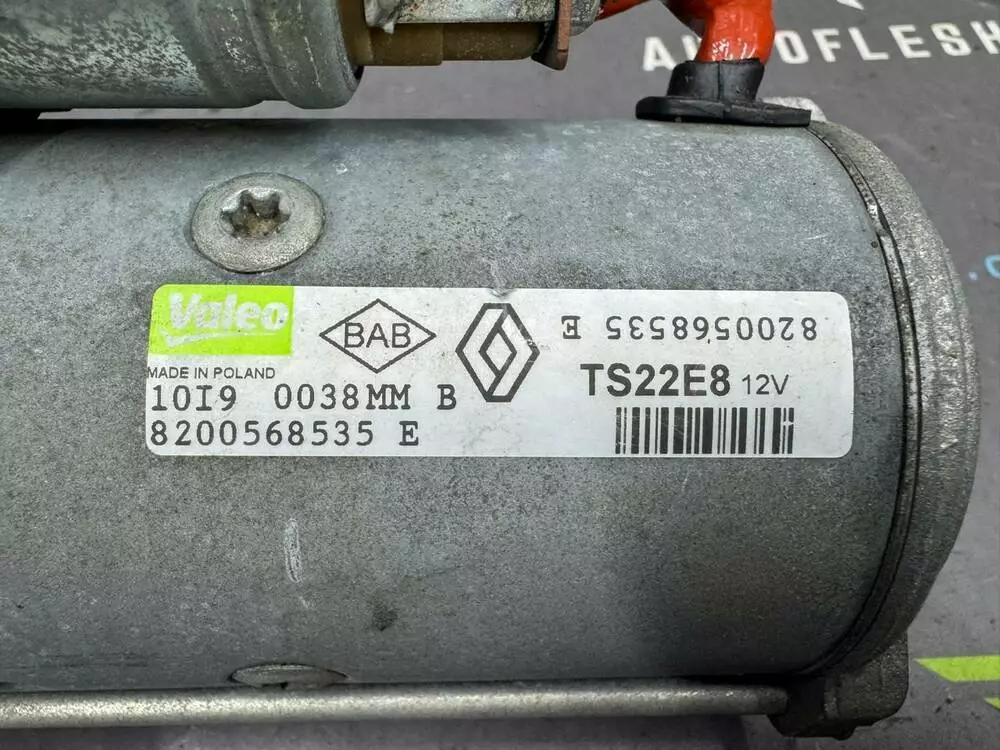 AUTOFLESH
Valeo
BAB
8200568535 E
MADE IN POLAND
TS22E8 12V
10I9 0038MM B
8200568535 E